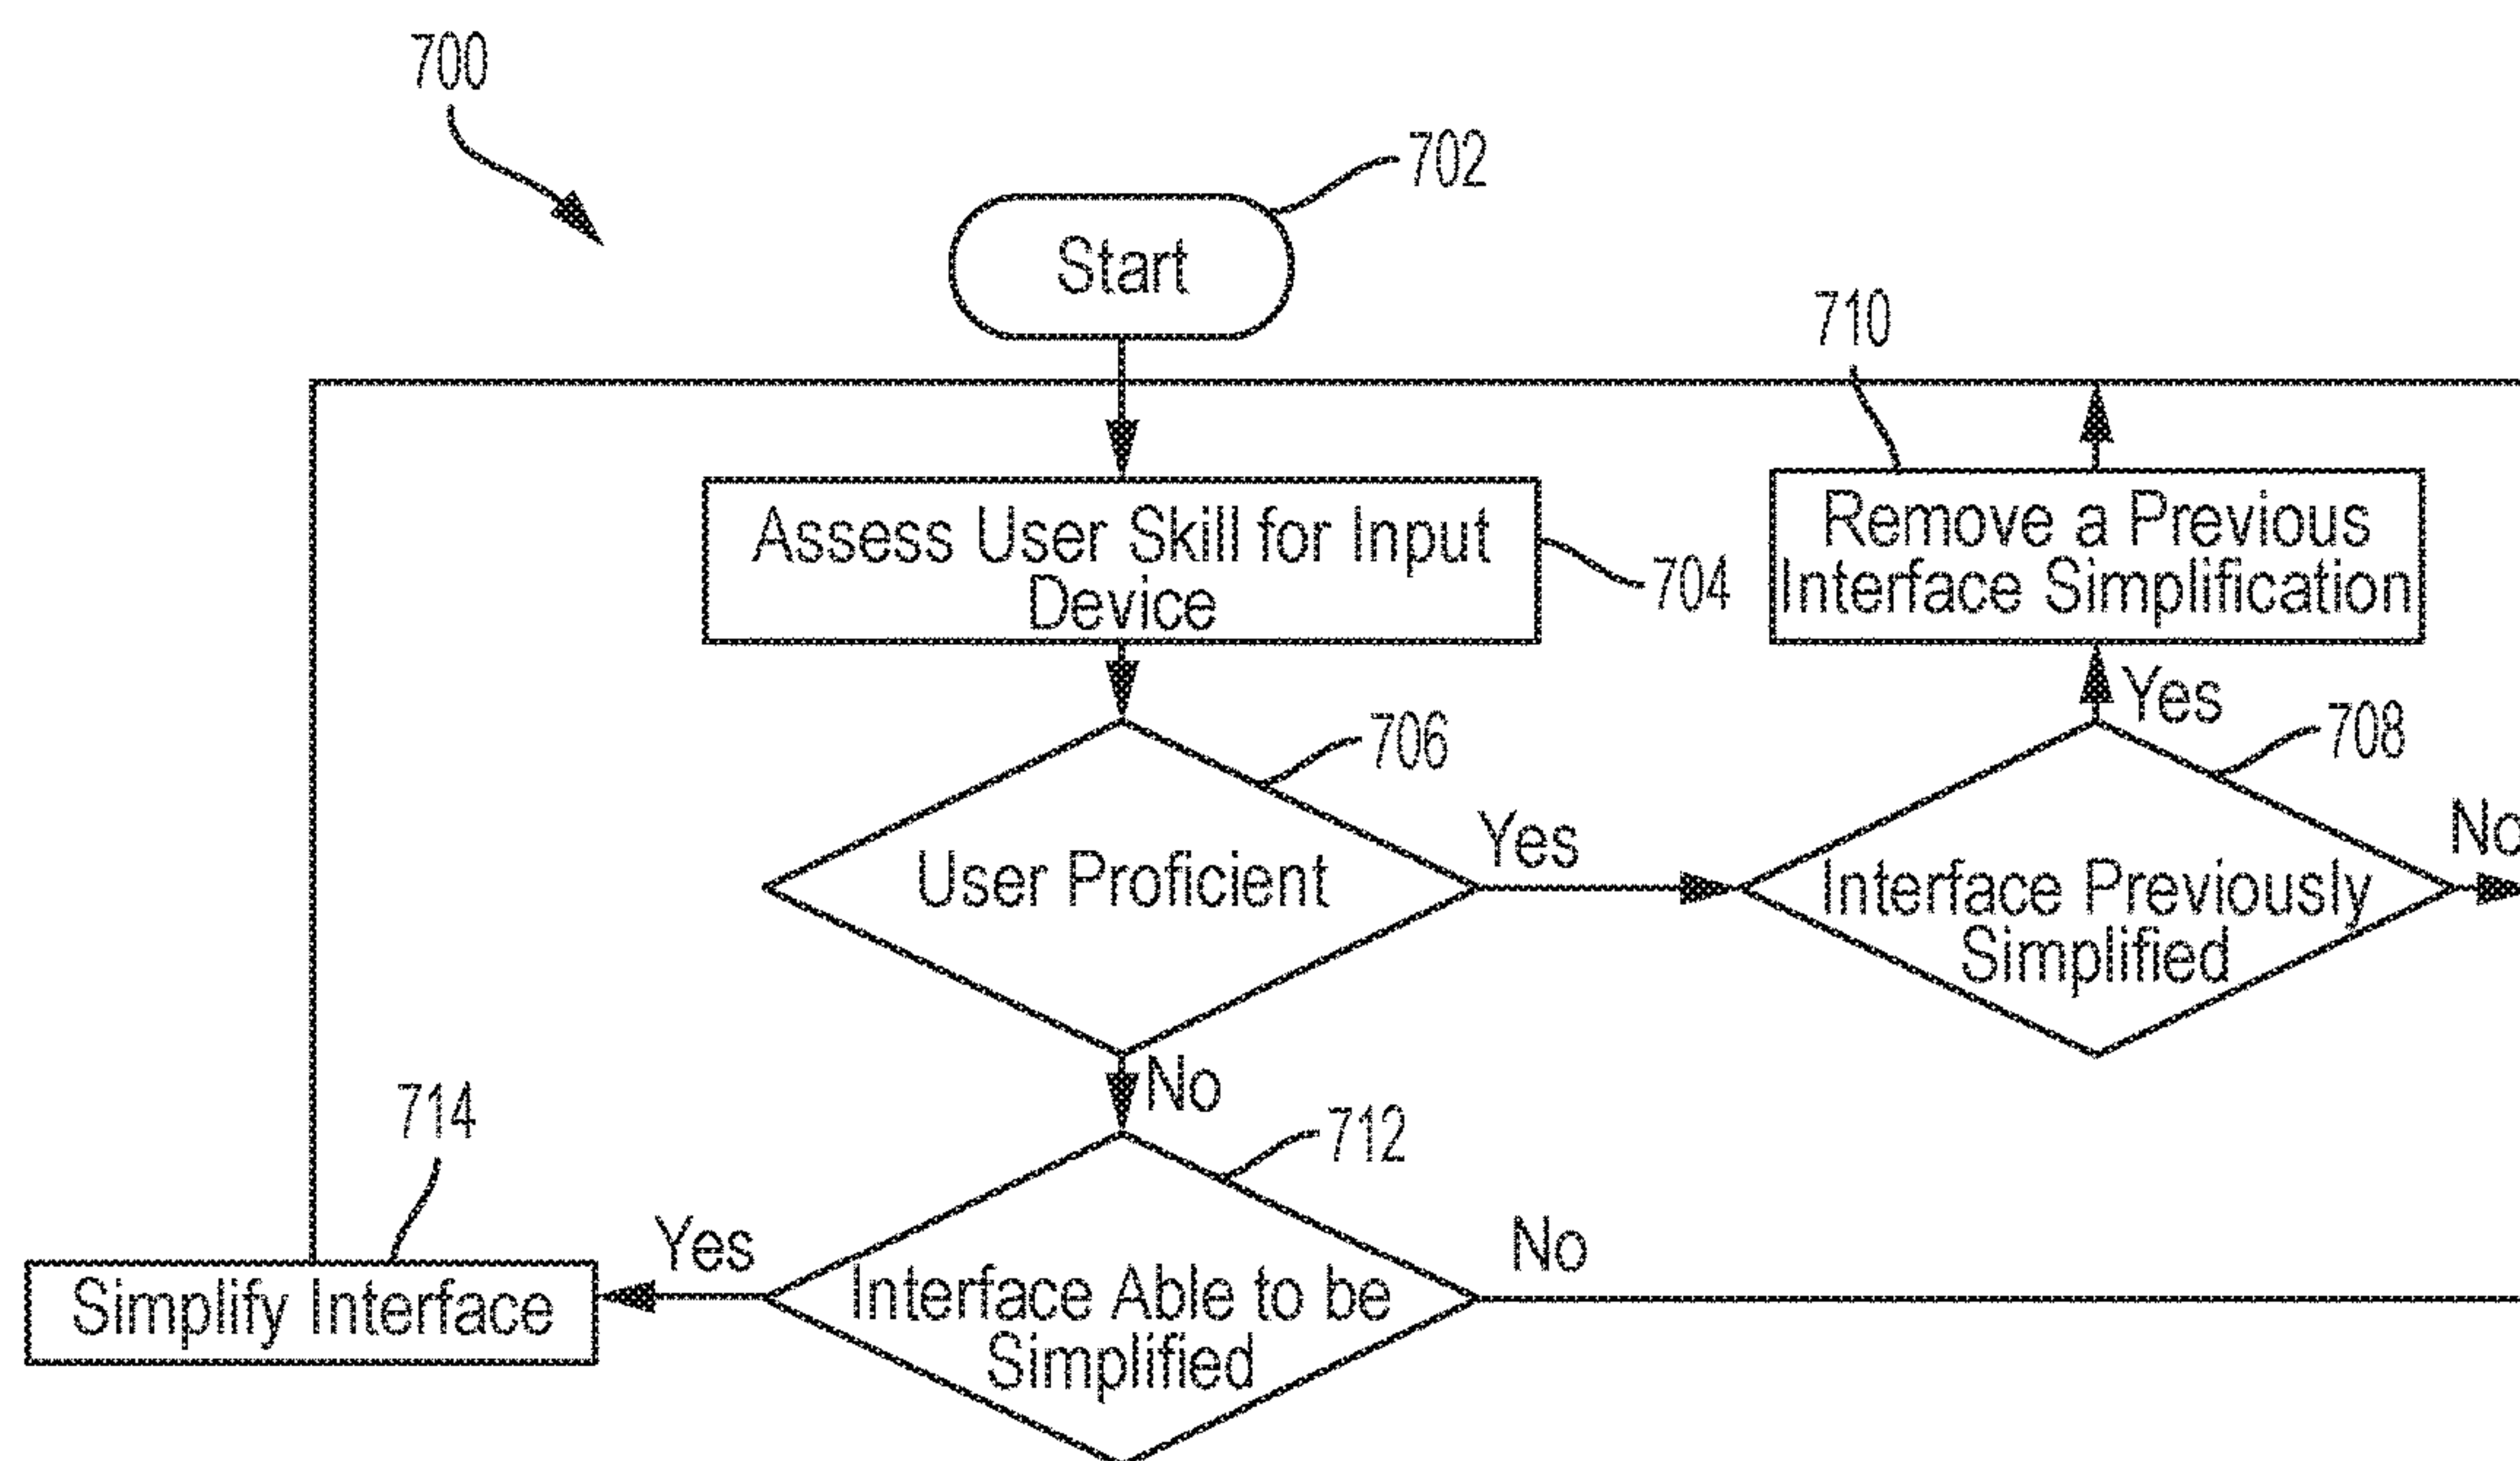 700
702
Start
710
Assess User Skill for Input
Device
704
Remove a Previous
Interface Simplification
Yes
706
708
User Proficient
Yes
Interface Previously
Simplified
No
No
714
712
Simplify Interface
Yes
Interface Able to be
Simplified
No